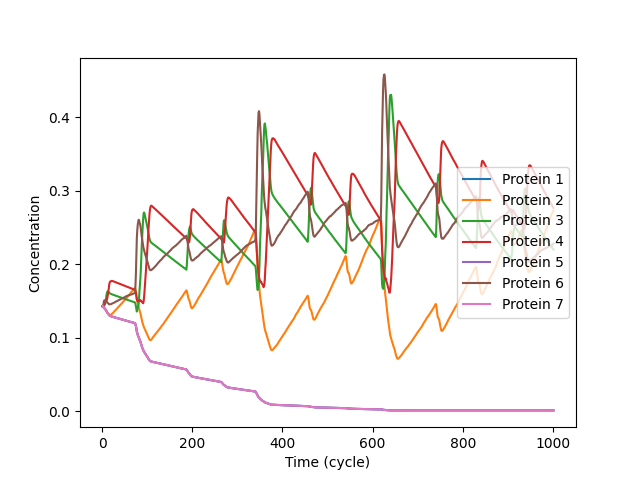 0.4
0.3
0.2
0.1
0.0
Concentration
0
200
400
600
800
1000
Time (cycle)
Protein 1
Protein 2
Protein 3
Protein 4
Protein 5
Protein 6
Protein 7